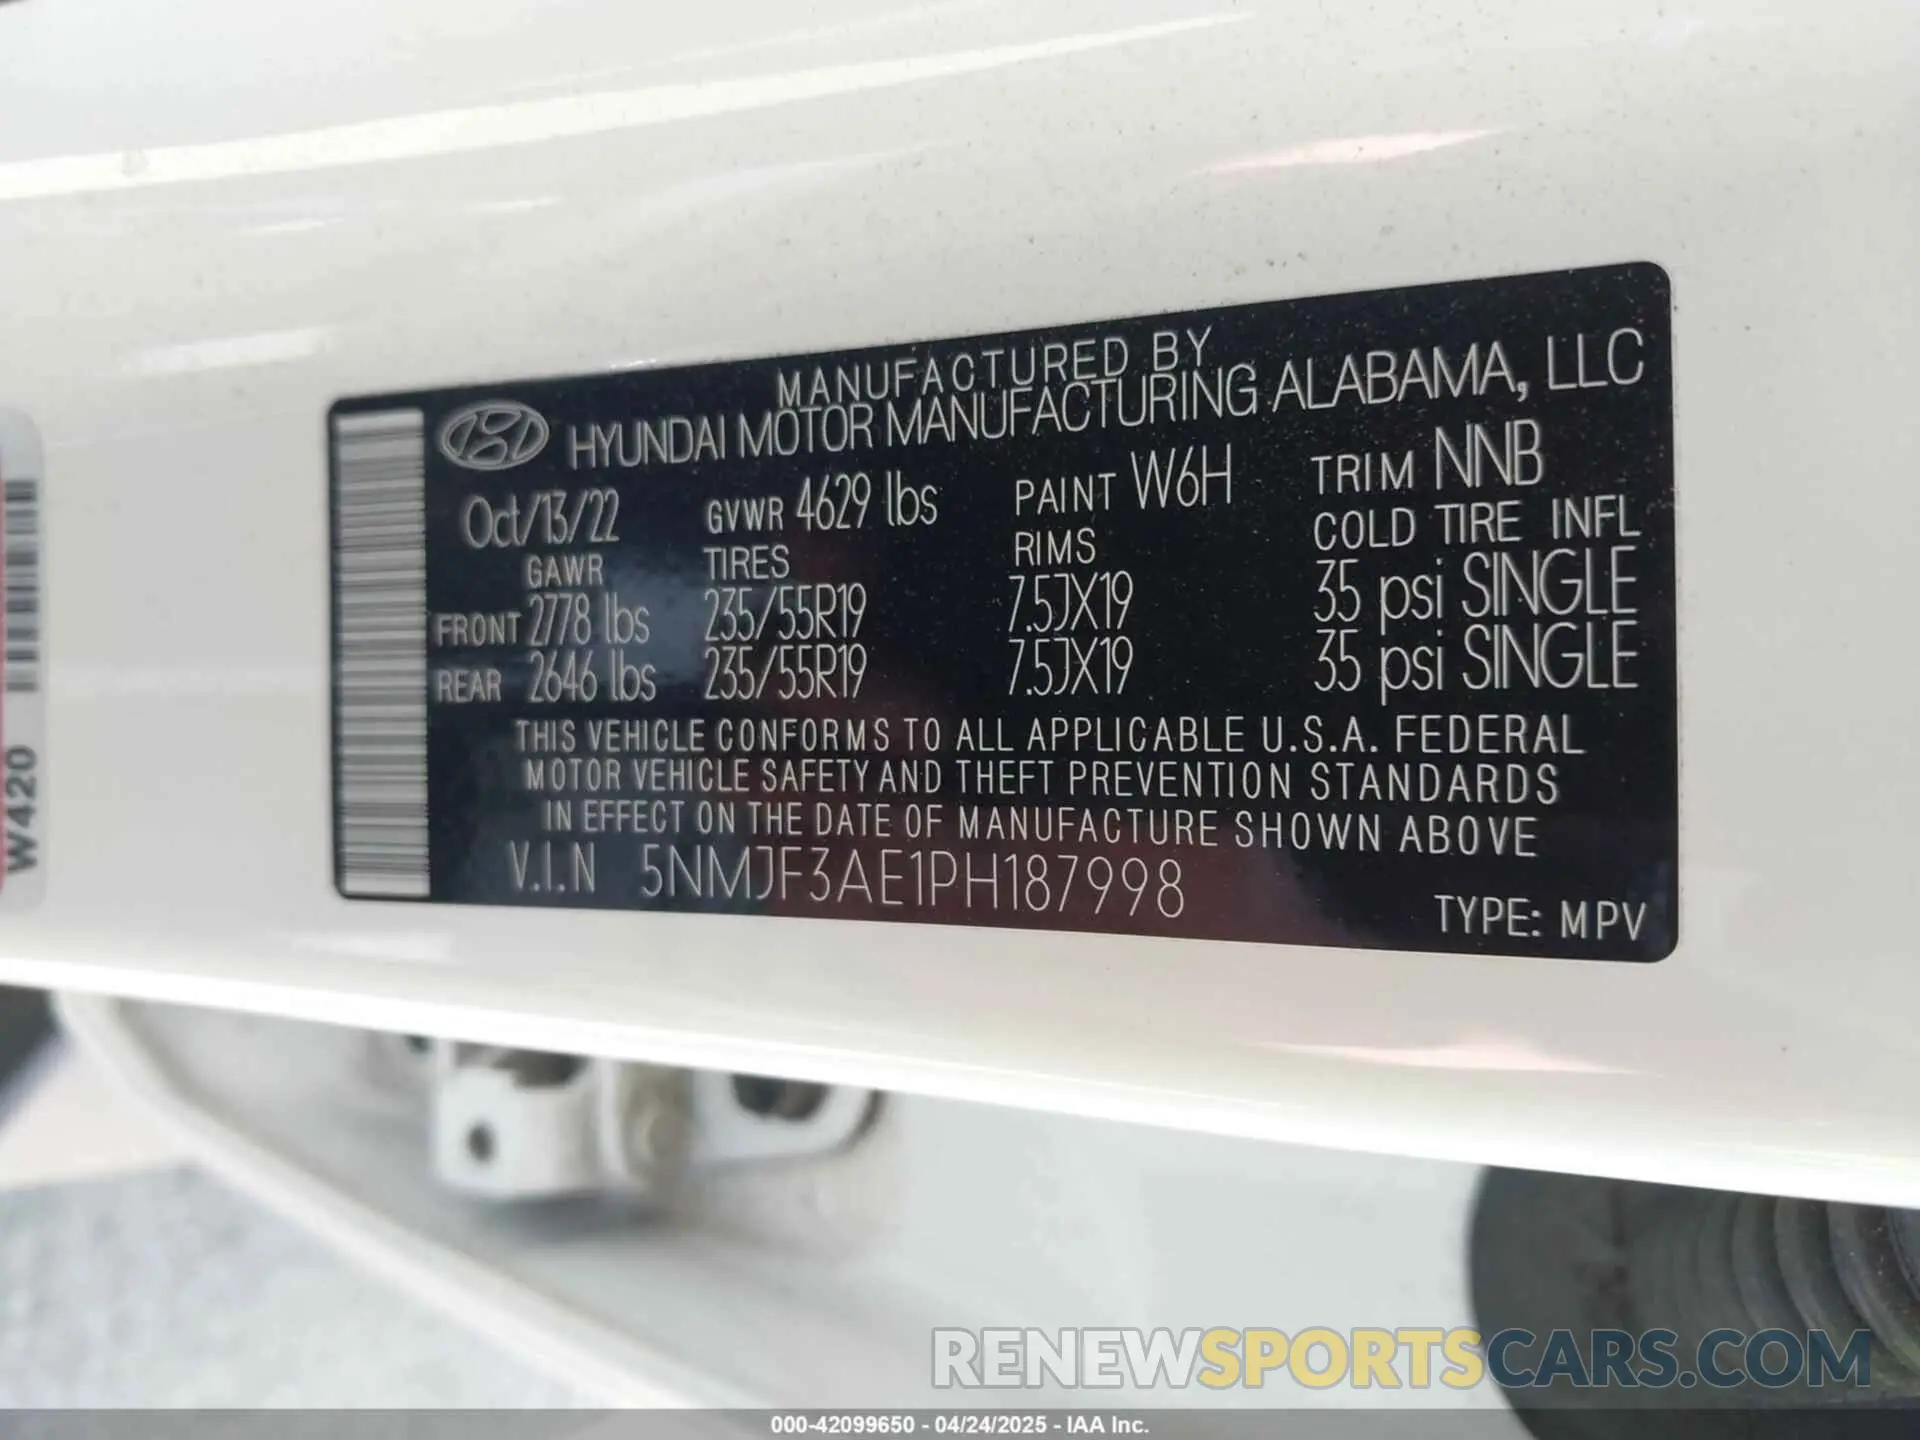 MANUFACTURED BY
HYUNDAI MOTOR MANUFACTURING ALABAMA, LLC
Oct/13/22 GVWR 4629 lbs PAINT W6H TRIM NNB
GAWR TIRES RIMS COLD TIRE INFL
FRONT 2778 lbs 235/55R19 7.5JX19 35 psi SINGLE
REAR 2646 lbs 235/55R19 7.5JX19 35 psi SINGLE
THIS VEHICLE CONFORMS TO ALL APPLICABLE U.S.A. FEDERAL
MOTOR VEHICLE SAFETY AND THEFT PREVENTION STANDARDS
IN EFFECT ON THE DATE OF MANUFACTURE SHOWN ABOVE
V.I.N 5NMJF3AE1PH187998
TYPE: MPV
W420
RENEWSPORTSCARS.COM
000-42099650 - 04/24/2025 - IAA Inc.